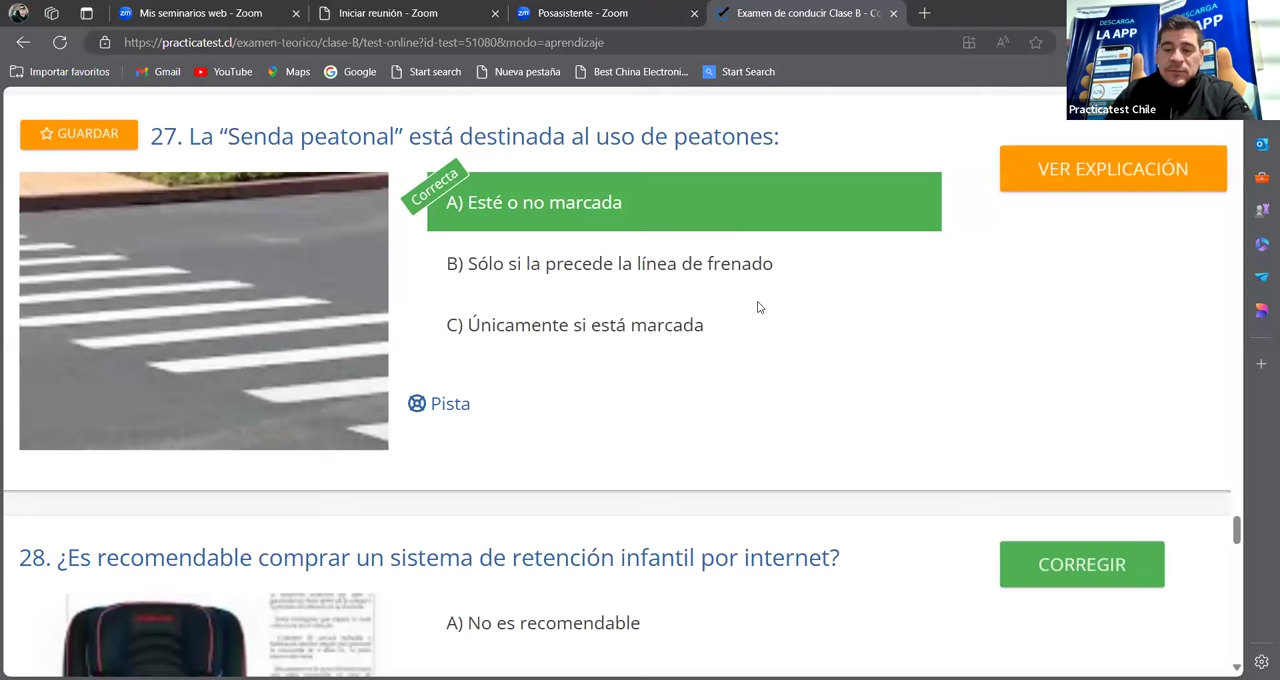 Mis seminarios web - Zoom
Iniciar reunión - Zoom
Posasistente - Zoom
Examen de conducir Clase B - Co
https://practicatest.cl/examen-teorico/clase-B/test-online?id-test=51080&modo=aprendizaje
Importar favoritos
Gmail
YouTube
Maps
Google
Start search
Nueva pestaña
Best China Electroni...
Start Search
DESCARGA
LA APP
DESCARGA
Practicatest Chile
GUARDAR
27. La “Senda peatonal” está destinada al uso de peatones:
VER EXPLICACIÓN
Correcta
A) Esté o no marcada
B) Sólo si la precede la línea de frenado
C) Únicamente si está marcada
Pista
28. ¿Es recomendable comprar un sistema de retención infantil por internet?
CORREGIR
A) No es recomendable